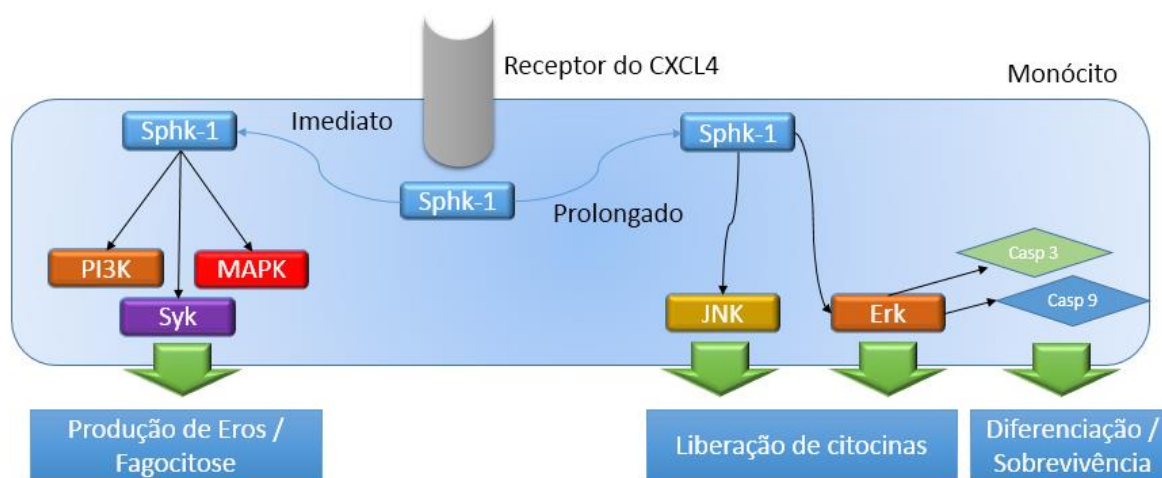 Receptor do CXCL4
Monócito
Sphk-1
Imediato
Sphk-1
Sphk-1
Prolongado
PI3K
MAPK
Syk
JNK
Erk
Casp 3
Casp 9
Produção de Eros /
Fagocitose
Liberação de citocinas
Diferenciação /
Sobrevivência